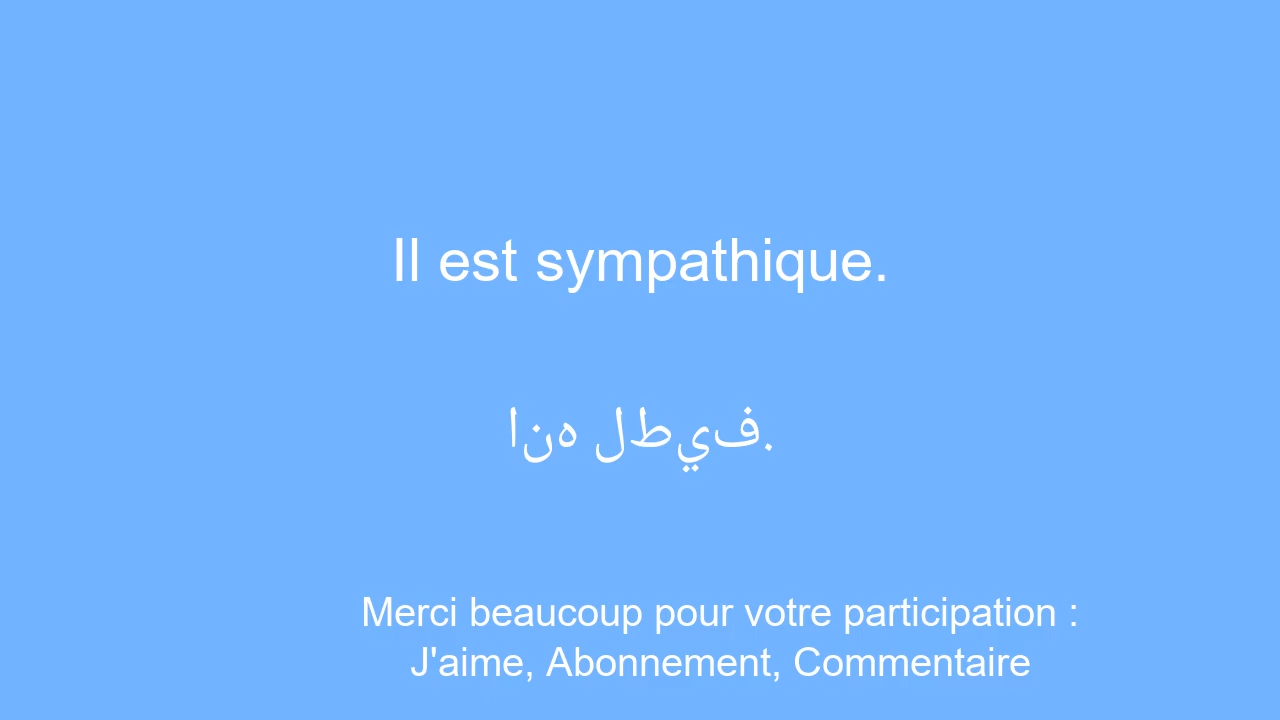 Il est sympathique.
انه لطيف.
Merci beaucoup pour votre participation :
J'aime, Abonnement, Commentaire